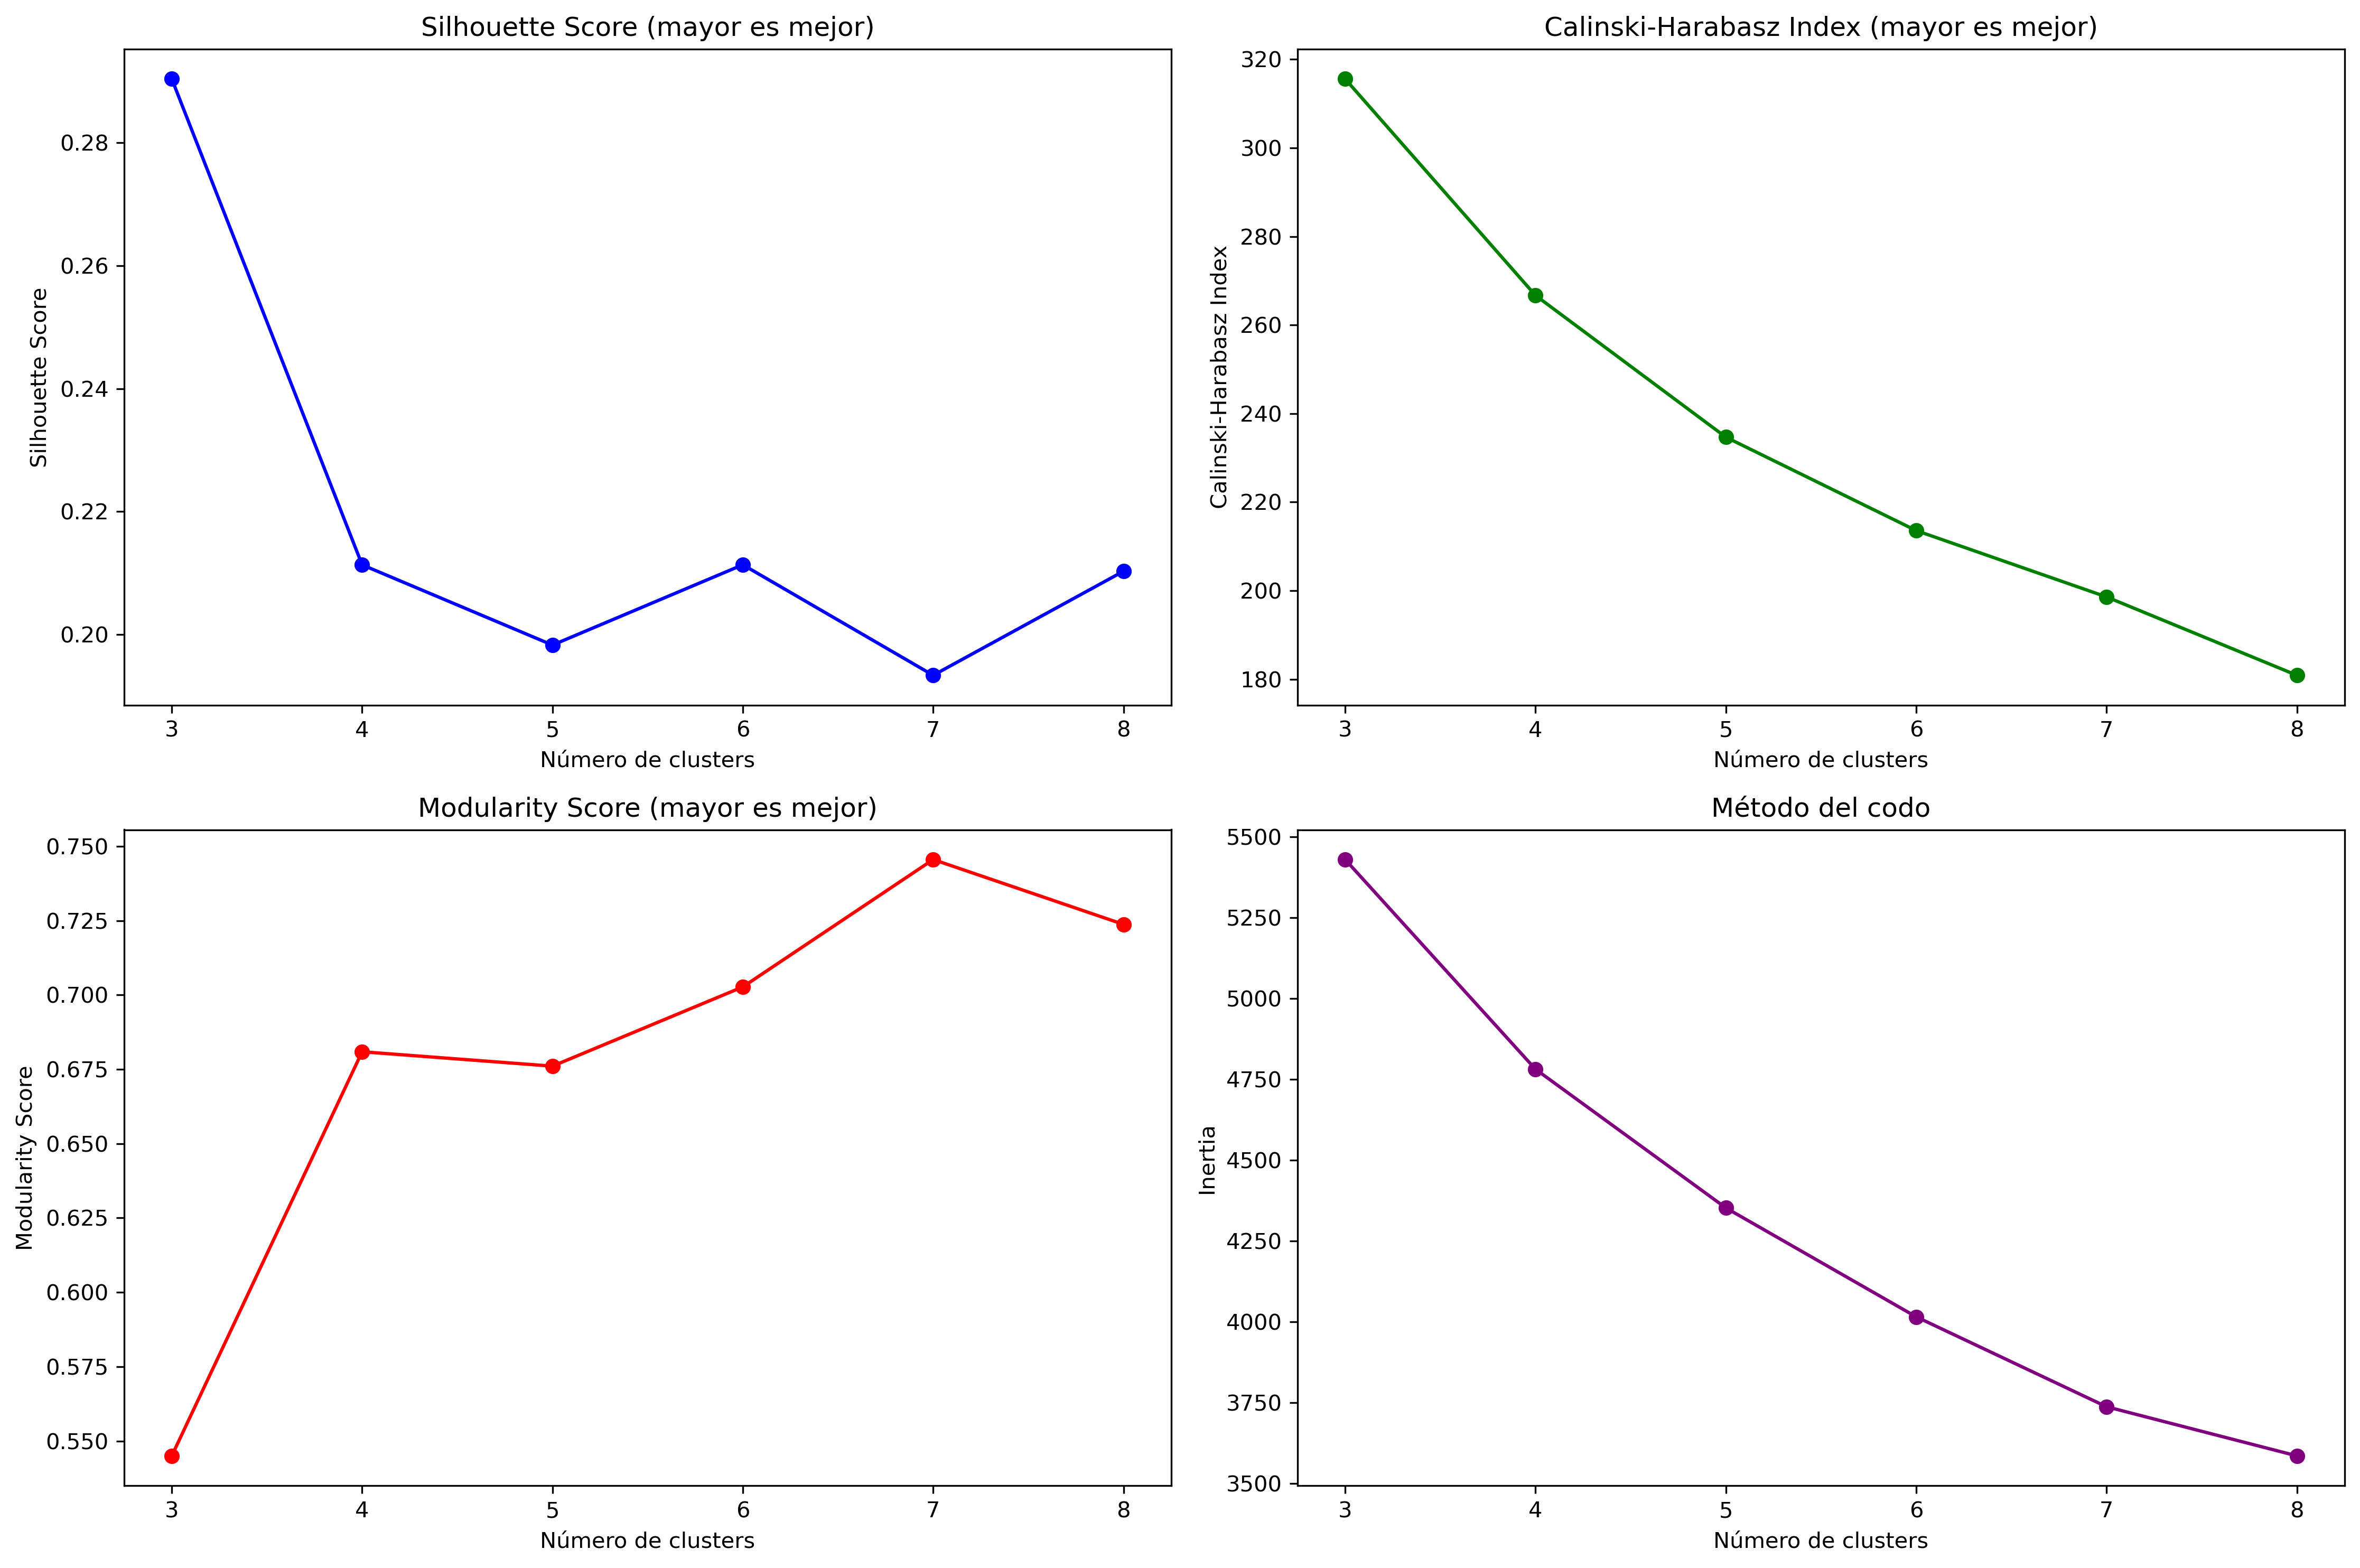 Silhouette Score (mayor es mejor)
Silhouette Score
0.28
0.26
0.24
0.22
0.20
3 4 5 6 7 8
Número de clusters
Calinski-Harabasz Index (mayor es mejor)
Calinski-Harabasz Index
320
300
280
260
240
220
200
180
3 4 5 6 7 8
Número de clusters
Modularity Score (mayor es mejor)
Modularity Score
0.750
0.725
0.700
0.675
0.650
0.625
0.600
0.575
0.550
3 4 5 6 7 8
Número de clusters
Método del codo
Inertia
5500
5250
5000
4750
4500
4250
4000
3750
3500
3 4 5 6 7 8
Número de clusters